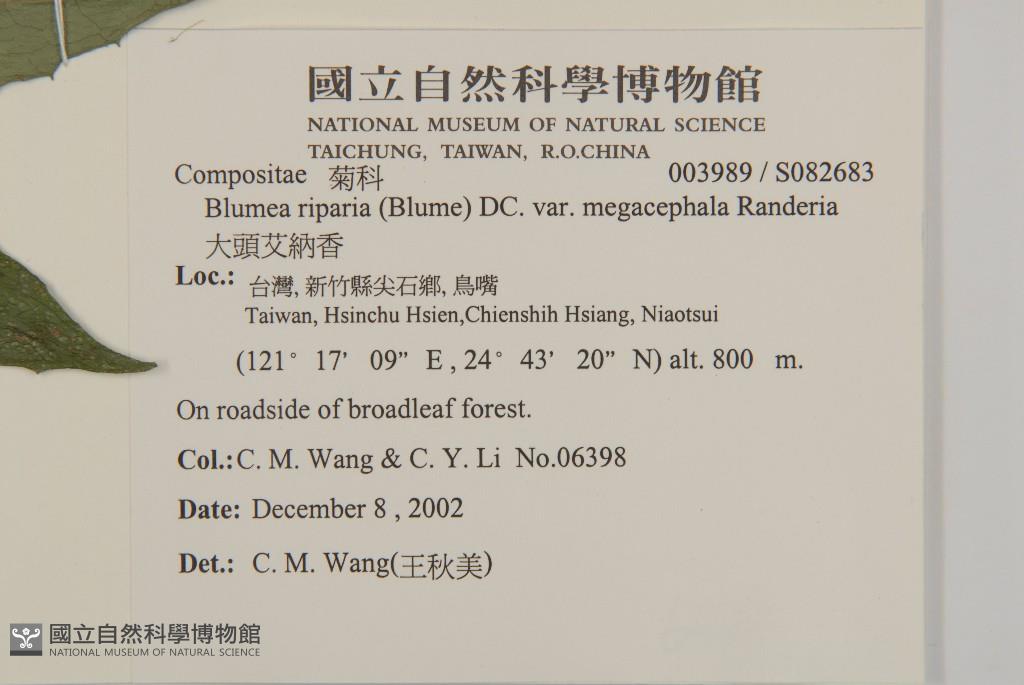 國立自然科學博物館
NATIONAL MUSEUM OF NATURAL SCIENCE
TAICHUNG, TAIWAN, R.O.CHINA
Compositae 菊科 003989 / S082683
Blumea riparia (Blume) DC. var. megacephala Randeria
大頭艾納香
Loc.: 台灣, 新竹縣尖石鄉, 鳥嘴
Taiwan, Hsinchu Hsien,Chienshih Hsiang, Niaotsui
(121° 17’ 09” E , 24° 43’ 20” N) alt. 800 m.
On roadside of broadleaf forest.
Col.: C. M. Wang & C. Y. Li No.06398
Date: December 8 , 2002
Det.: C. M. Wang(王秋美)
國立自然科學博物館
NATIONAL MUSEUM OF NATURAL SCIENCE